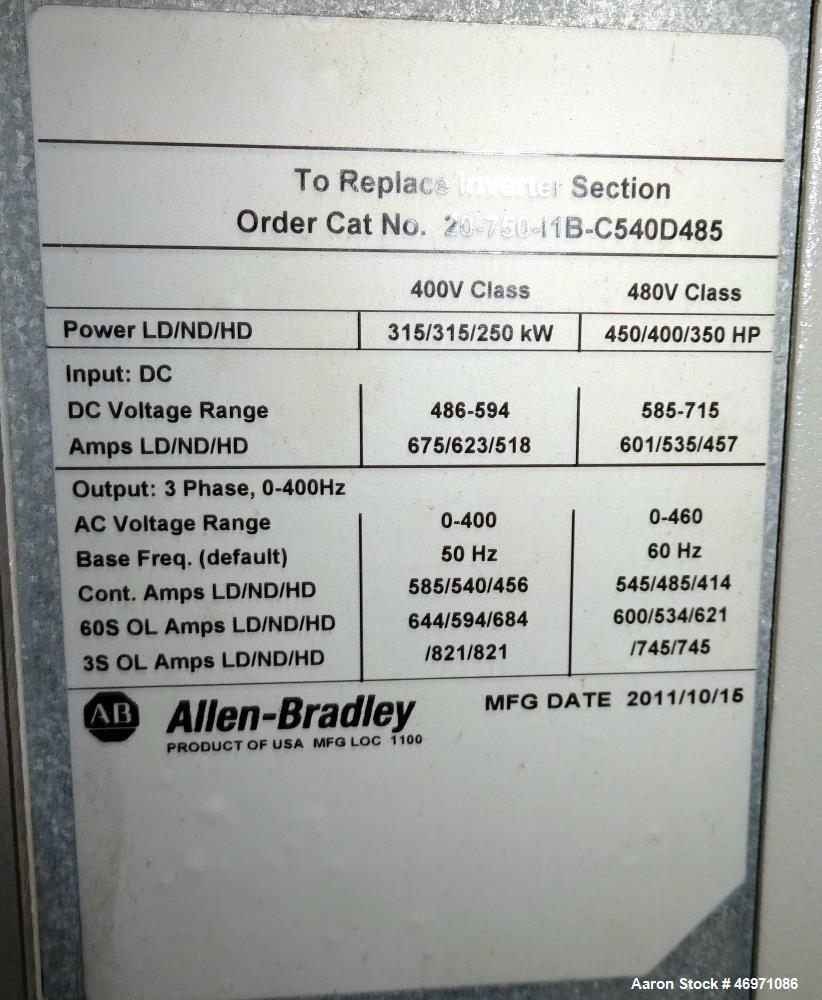 To Replace Inverter Section
Order Cat No. 20-750-I1B-C540D485
400V Class 480V Class
Power LD/ND/HD 315/315/250 kW 450/400/350 HP
Input: DC
DC Voltage Range 486-594 585-715
Amps LD/ND/HD 675/623/518 601/535/457
Output: 3 Phase, 0-400Hz
AC Voltage Range 0-400 0-460
Base Freq. (default) 50 Hz 60 Hz
Cont. Amps LD/ND/HD 585/540/456 545/485/414
60S OL Amps LD/ND/HD 644/594/684 600/534/621
3S OL Amps LD/ND/HD /821/821 /745/745
AB Allen-Bradley MFG DATE 2011/10/15
PRODUCT OF USA MFG LOC 1100
Aaron Stock # 46971086